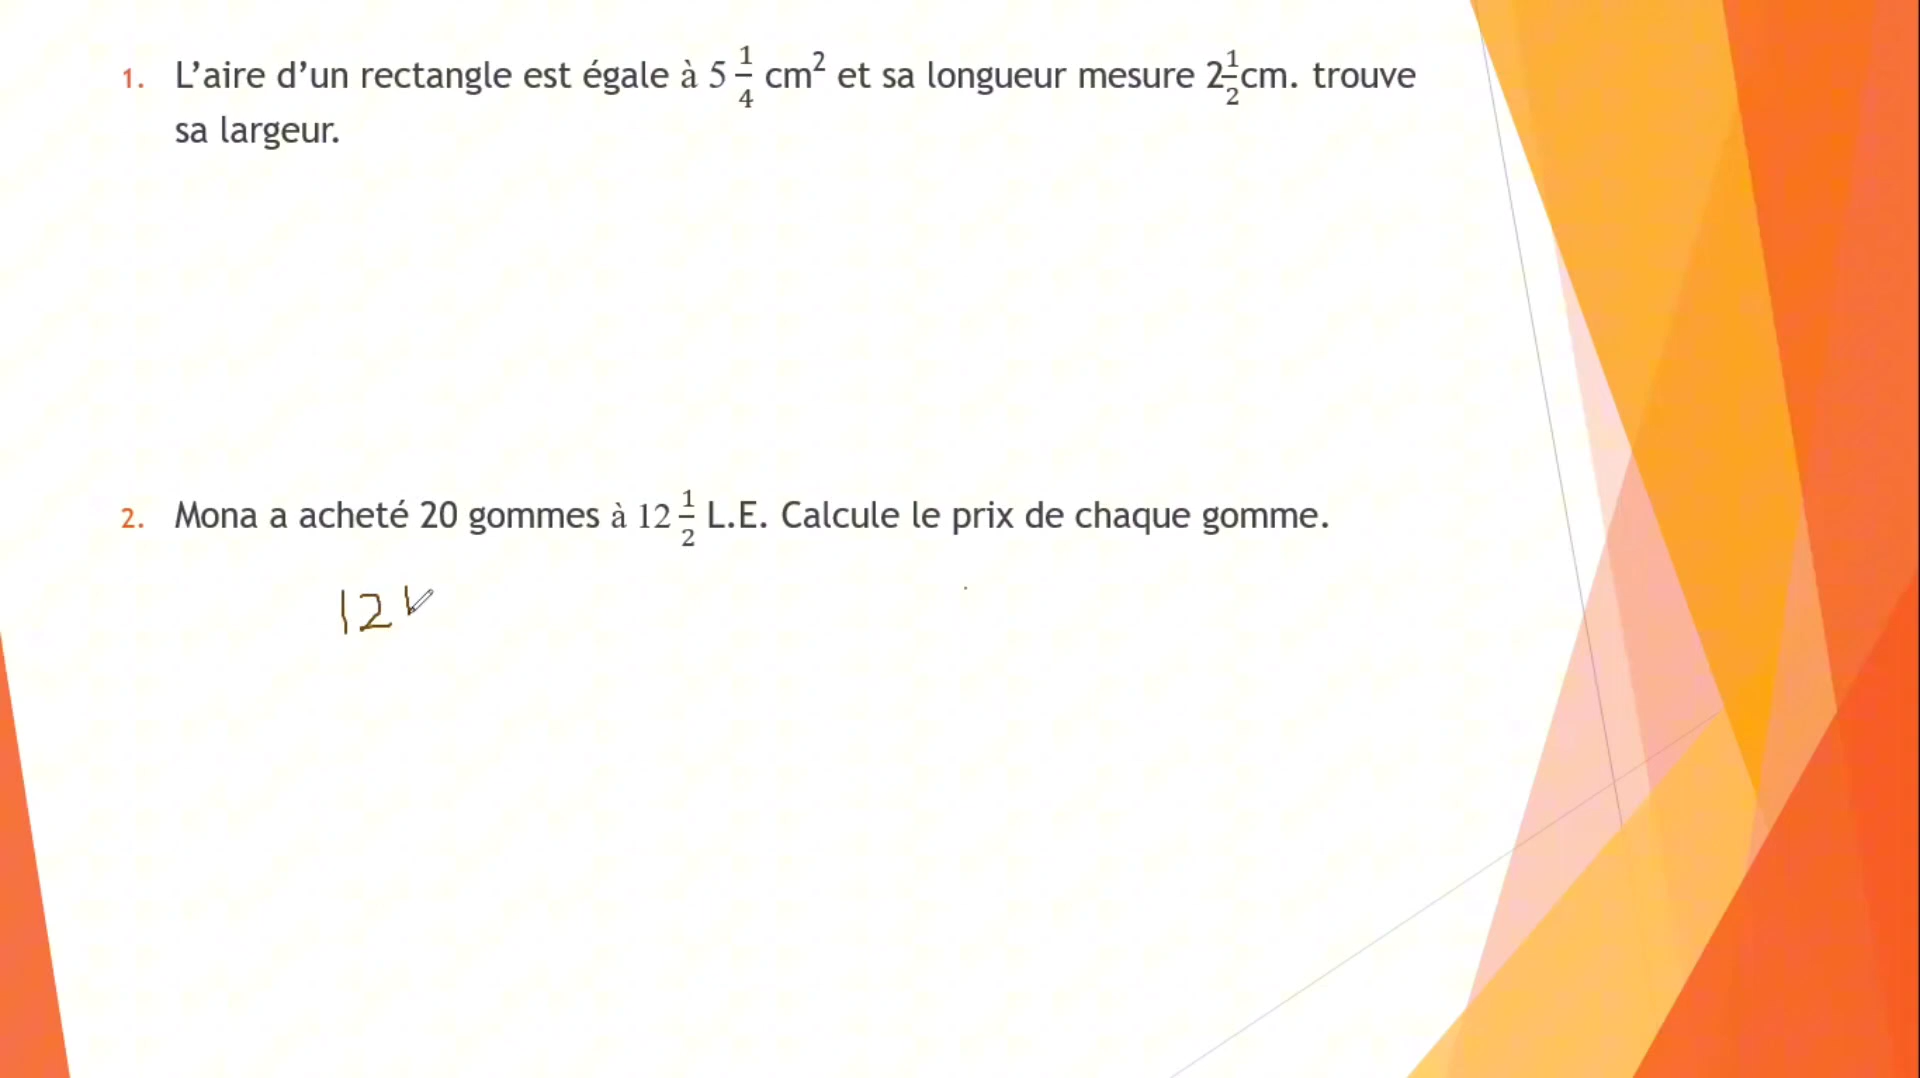 1. L’aire d’un rectangle est égale à 5 1/4 cm² et sa longueur mesure 2 1/2 cm. trouve
sa largeur.
2. Mona a acheté 20 gommes à 12 1/2 L.E. Calcule le prix de chaque gomme.
12